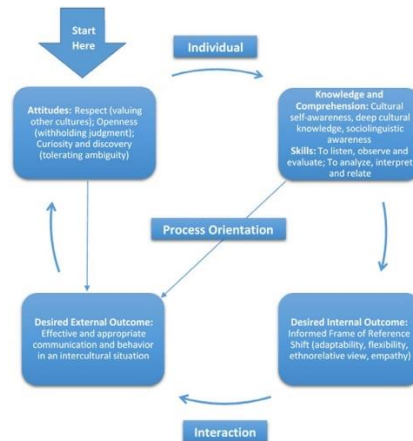 Start
Here
Individual
Attitudes: Respect (valuing
other cultures); Openness
(withholding judgment);
Curiosity and discovery
(tolerating ambiguity)
Knowledge and
Comprehension: Cultural
self-awareness, deep cultural
knowledge, sociolinguistic
awareness
Skills: To listen, observe and
evaluate; To analyze, interpret
and relate
Process Orientation
Desired External Outcome:
Effective and appropriate
communication and behavior
in an intercultural situation
Desired Internal Outcome:
Informed Frame of Reference
Shift (adaptability, flexibility,
ethnorelative view, empathy)
Interaction